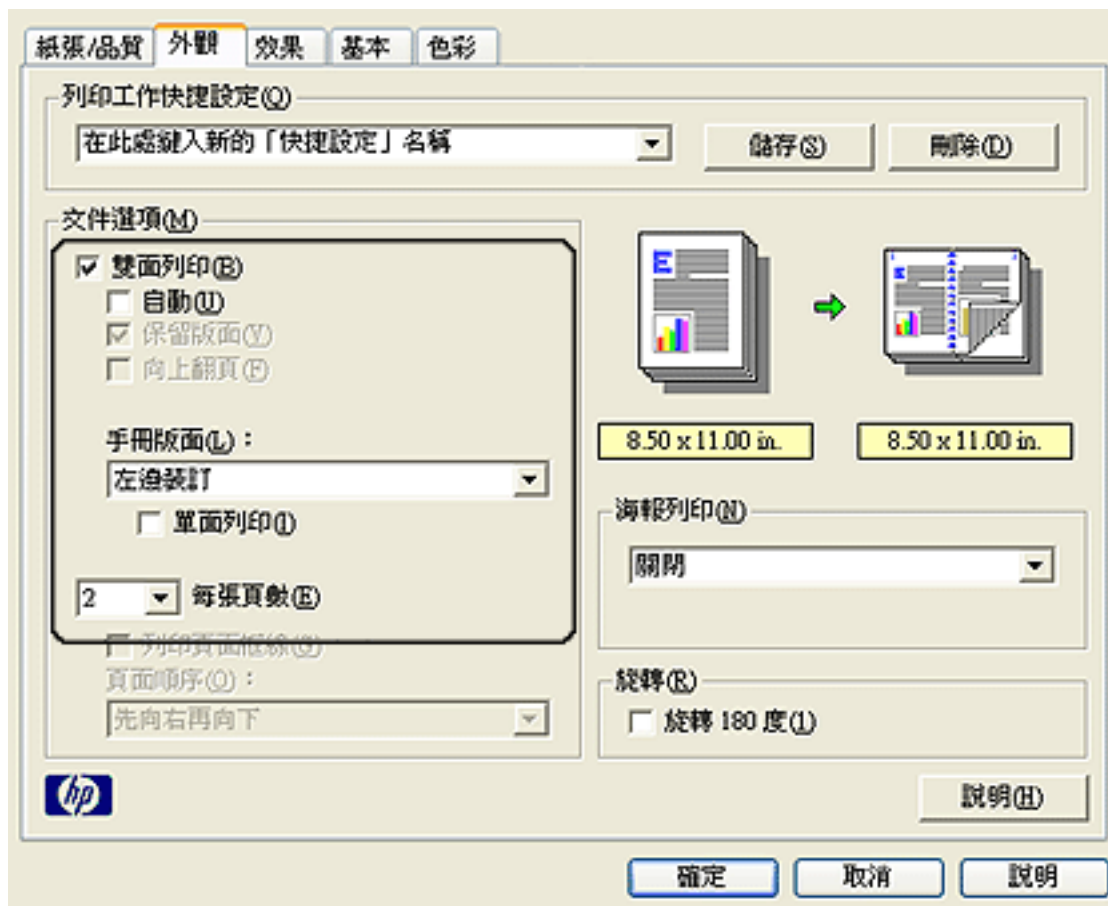 紙張/品質 外觀 效果 基本 色彩
列印工作快捷設定(Q)
在此處鍵入新的「快捷設定」名稱 儲存(S) 刪除(D)
文件選項(M)
雙面列印(B)
自動(U)
保留版面(V)
向上翻頁(F)
手冊版面(L)：
左邊裝訂
單面列印(I)
2 每張頁數(E)
列印頁面框線(G)
頁面順序(O)：
先向右再向下
E
8.50 x 11.00 in. 8.50 x 11.00 in.
海報列印(N)
關閉
旋轉(R)
旋轉 180 度(1)
hp
說明(H)
確定 取消 說明